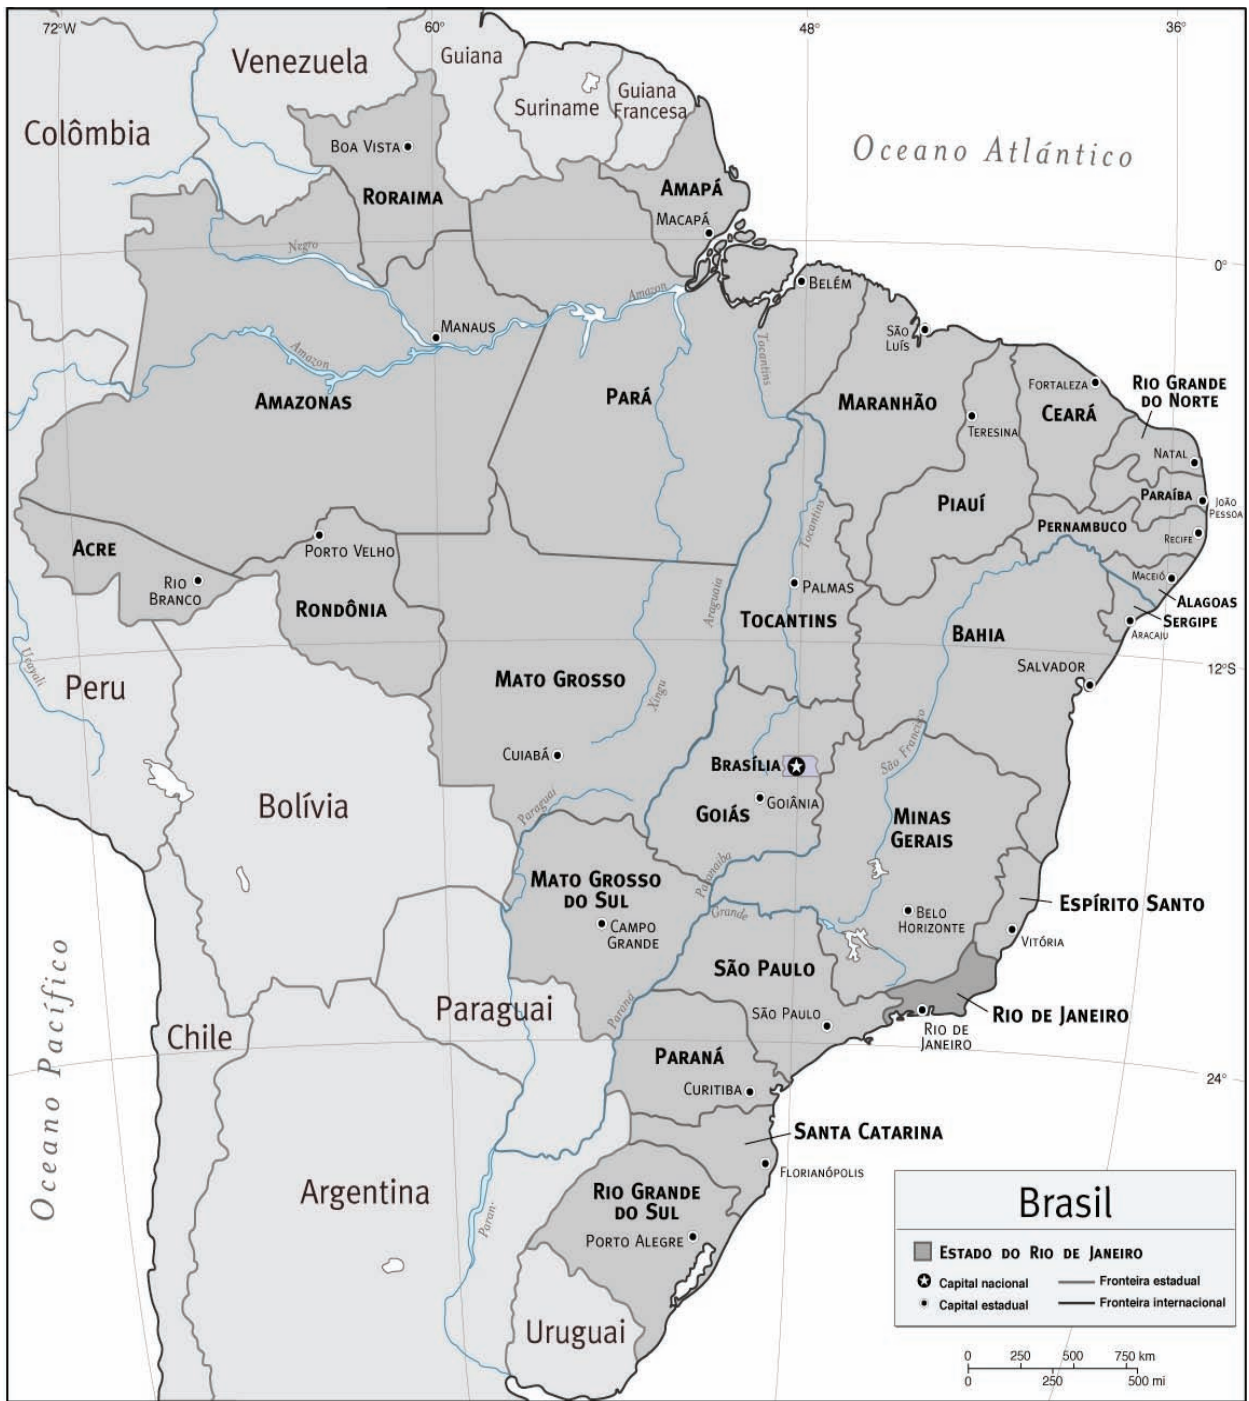 72°W
60°
48°
36°
Venezuela
Guiana
Suriname
Guiana
Francesa
Colômbia
Oceano Atlántico
BOA VISTA
RORAIMA
AMAPÁ
MACAPÁ
Negro
0°
Amazon
BELÉM
MANAUS
SÃO
LUÍS
Tocantins
Amazon
AMAZONAS
PARÁ
MARANHÃO
FORTALEZA
CEARÁ
RIO GRANDE
DO NORTE
TERESINA
NATAL
PIAUÍ
PARAÍBA
JOÃO
PESSOA
PERNAMBUCO
RECIFE
ACRE
PORTO VELHO
Tocantins
RIO
BRANCO
RONDÔNIA
Araguaia
PALMAS
MACEIÓ
ALAGOAS
SERGIPE
TOCANTINS
BAHIA
ARACAJU
Ucayali
Peru
MATO GROSSO
Xingu
SALVADOR
12°S
CUIABÁ
BRASÍLIA
São Francisco
Bolívia
Paraguai
GOIÂNIA
GOIÁS
MINAS
GERAIS
Paranaiba
MATO GROSSO
DO SUL
Grande
ESPÍRITO SANTO
CAMPO
GRANDE
BELO
HORIZONTE
VITÓRIA
SÃO PAULO
Oceano Pacífico
Paraguai
Paraná
SÃO PAULO
RIO DE JANEIRO
Chile
RIO DE
JANEIRO
PARANÁ
CURITIBA
24°
SANTA CATARINA
FLORIANÓPOLIS
Argentina
RIO GRANDE
DO SUL
Paran.
PORTO ALEGRE
Uruguai
Brasil
ESTADO DO RIO DE JANEIRO
Capital nacional
Fronteira estadual
Capital estadual
Fronteira internacional
0 250 500 750 km
0 250 500 mi